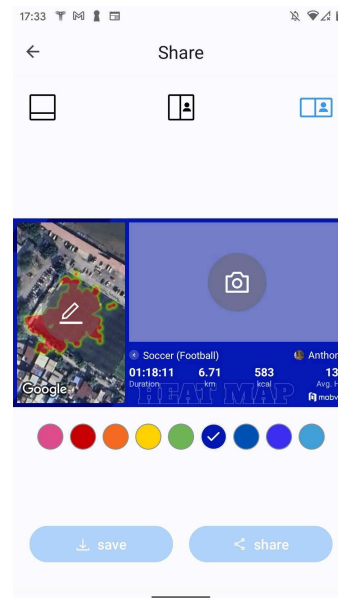 17:33
Share
Soccer (Football)
Anthon
01:18:11 6.71 583 13
Duration km kcal Avg. H
Google
HEAT MAP
mobv
save
share